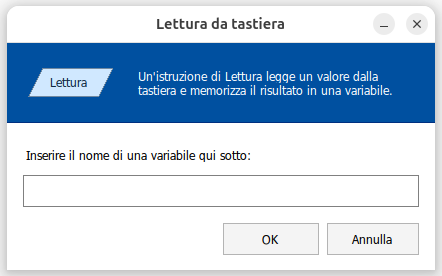 Lettura da tastiera
Lettura
Un'istruzione di Lettura legge un valore dalla
tastiera e memorizza il risultato in una variabile.
Inserire il nome di una variabile qui sotto:
OK
Annulla